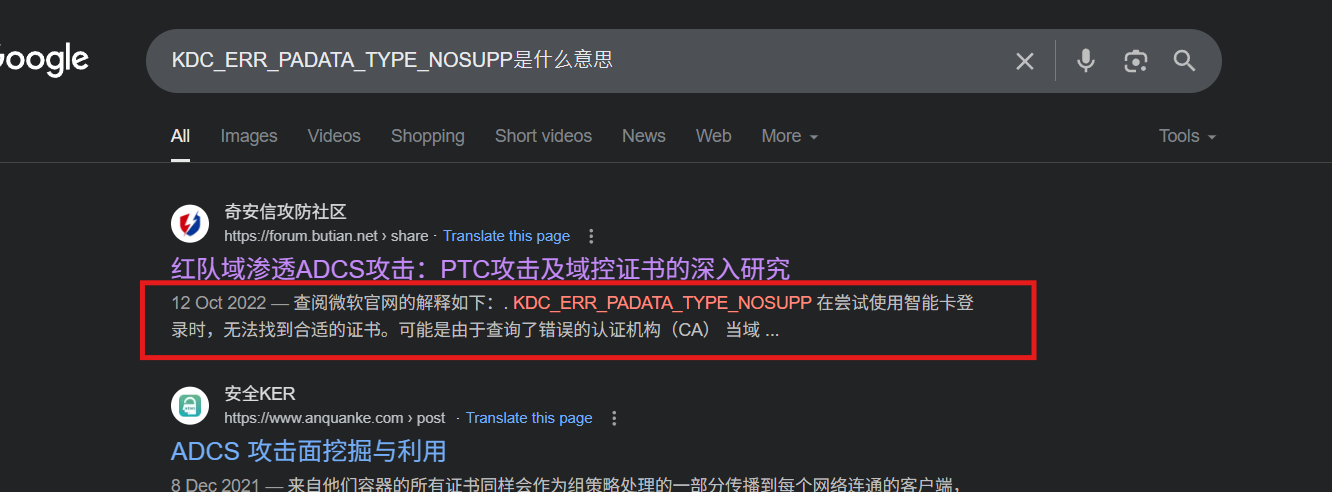 Google
KDC_ERR_PADATA_TYPE_NOSUPP是什么意思
All Images Videos Shopping Short videos News Web More Tools
奇安信攻防社区
https://forum.butian.net › share · Translate this page
红队域渗透ADCS攻击：PTC攻击及域控证书的深入研究
12 Oct 2022 — 查阅微软官网的解释如下：. KDC_ERR_PADATA_TYPE_NOSUPP 在尝试使用智能卡登
录时，无法找到合适的证书。可能是由于查询了错误的认证机构（CA） 当域 ...
安全KER
https://www.anquanke.com › post · Translate this page
ADCS 攻击面挖掘与利用
8 Dec 2021 — 来自他们容器的所有证书同样会作为组策略处理的一部分传播到每个网络连通的客户端，